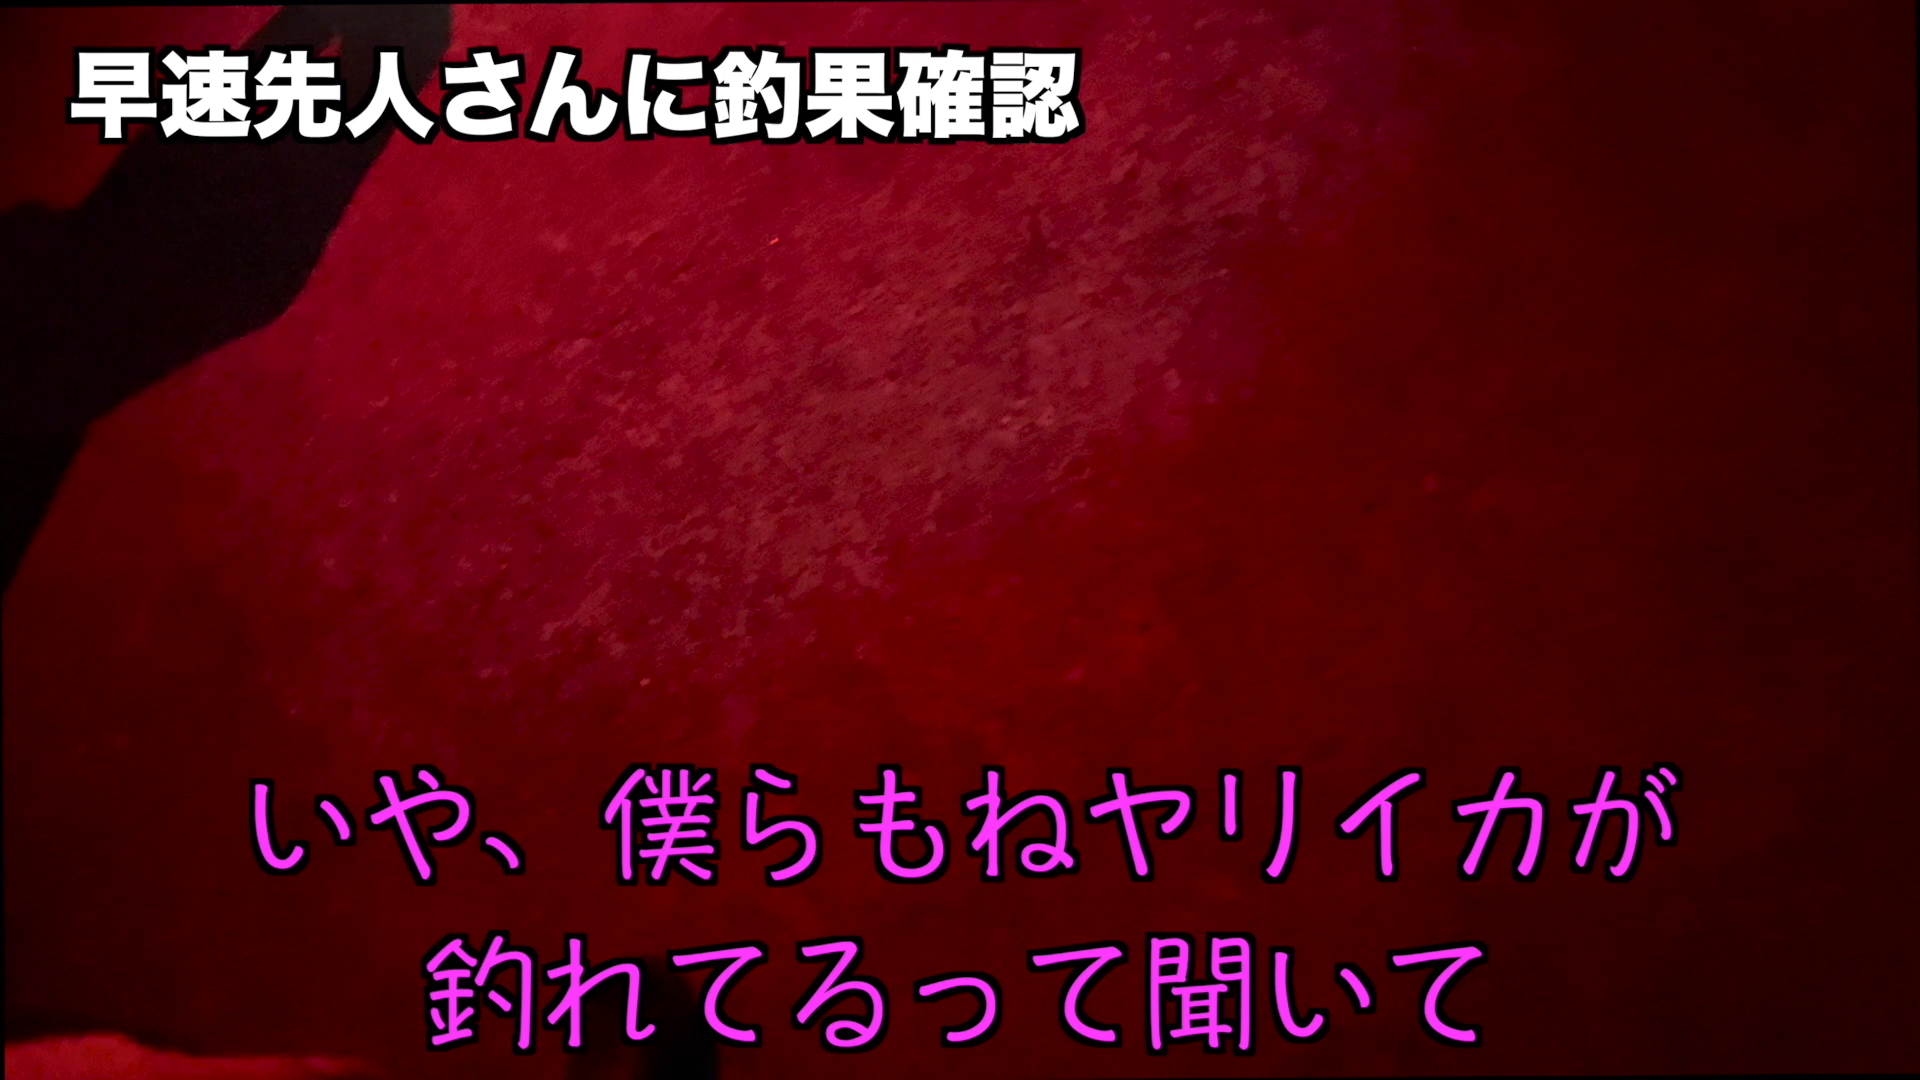 早速先人さんに釣果確認
いや、僕らもねヤリイカが
釣れてるって聞いて